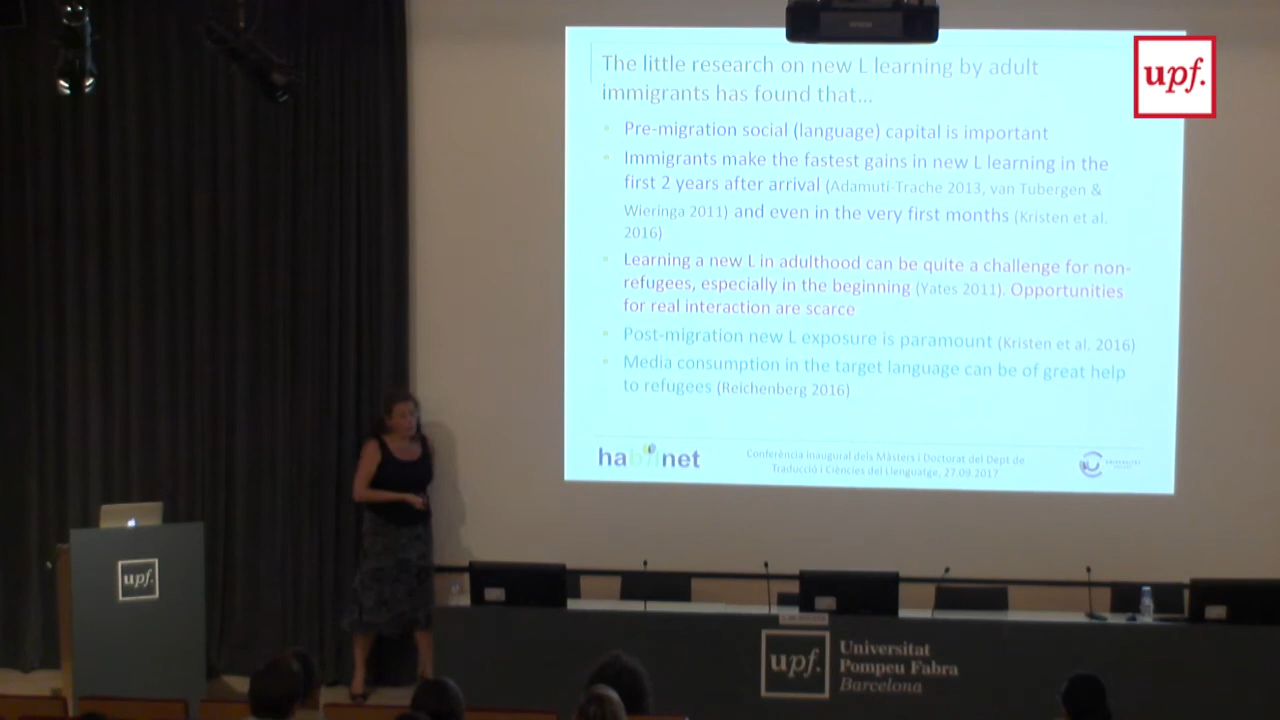 The little research on new L learning by adult
immigrants has found that...
Pre-migration social (language) capital is important
Immigrants make the fastest gains in new L learning in the
first 2 years after arrival (Adamuti-Trache 2013, van Tubergen &
Wieringa 2011) and even in the very first months (Kristen et al.
2016)
Learning a new L in adulthood can be quite a challenge for non-
refugees, especially in the beginning (Yates 2011). Opportunities
for real interaction are scarce
Post-migration new L exposure is paramount (Kristen et al. 2016)
Media consumption in the target language can be of great help
to refugees (Reichenberg 2016)
habiinet
Conferència inaugural dels Màsters i Doctorat del Dept de
Traducció i Ciències del Llenguatge, 27.09.2017
upf.
upf.
upf.
Universitat
Pompeu Fabra
Barcelona